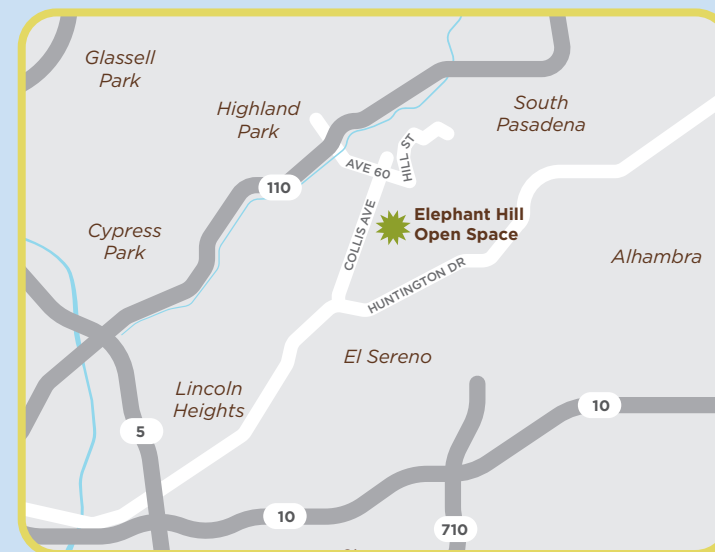 Glassell
Park
Highland
Park
South
Pasadena
AVE 60
HILL ST
110
Elephant Hill
Open Space
COLLIS AVE
Cypress
Park
Alhambra
HUNTINGTON DR
El Sereno
Lincoln
Heights
10
5
10
710